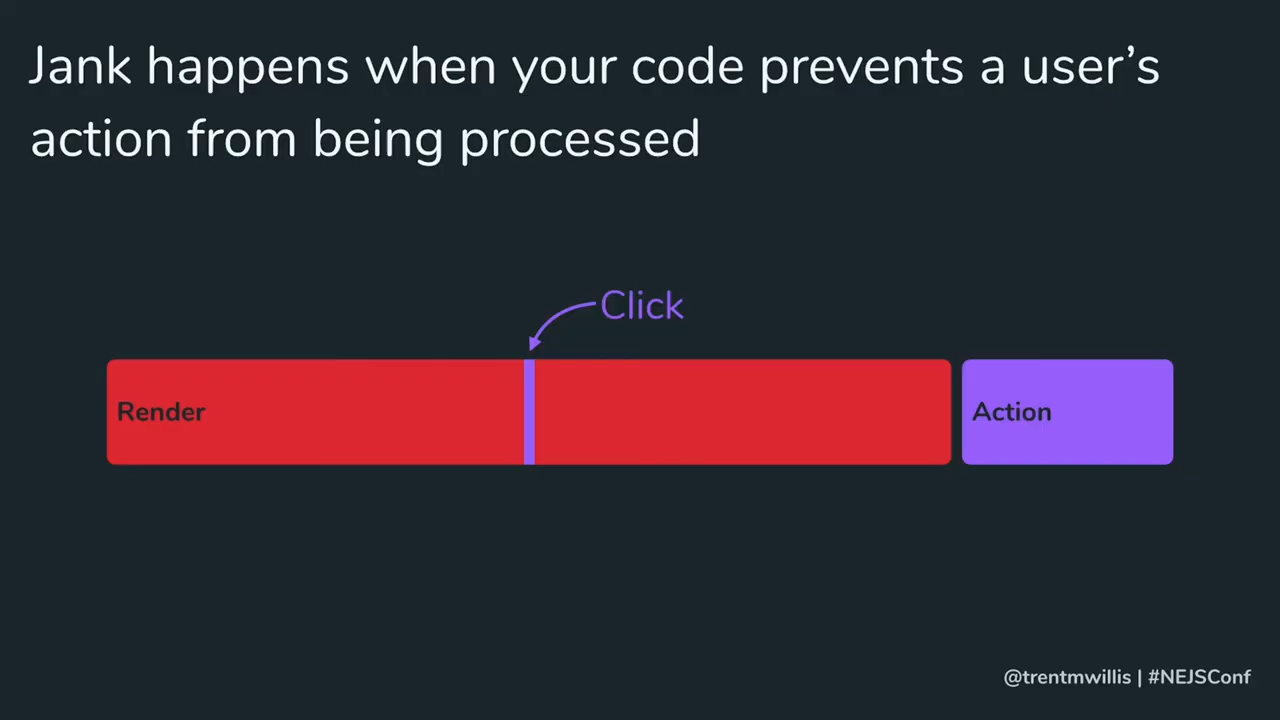 Jank happens when your code prevents a user’s
action from being processed
Click
Render
Action
@trentmwillis | #NEJSConf